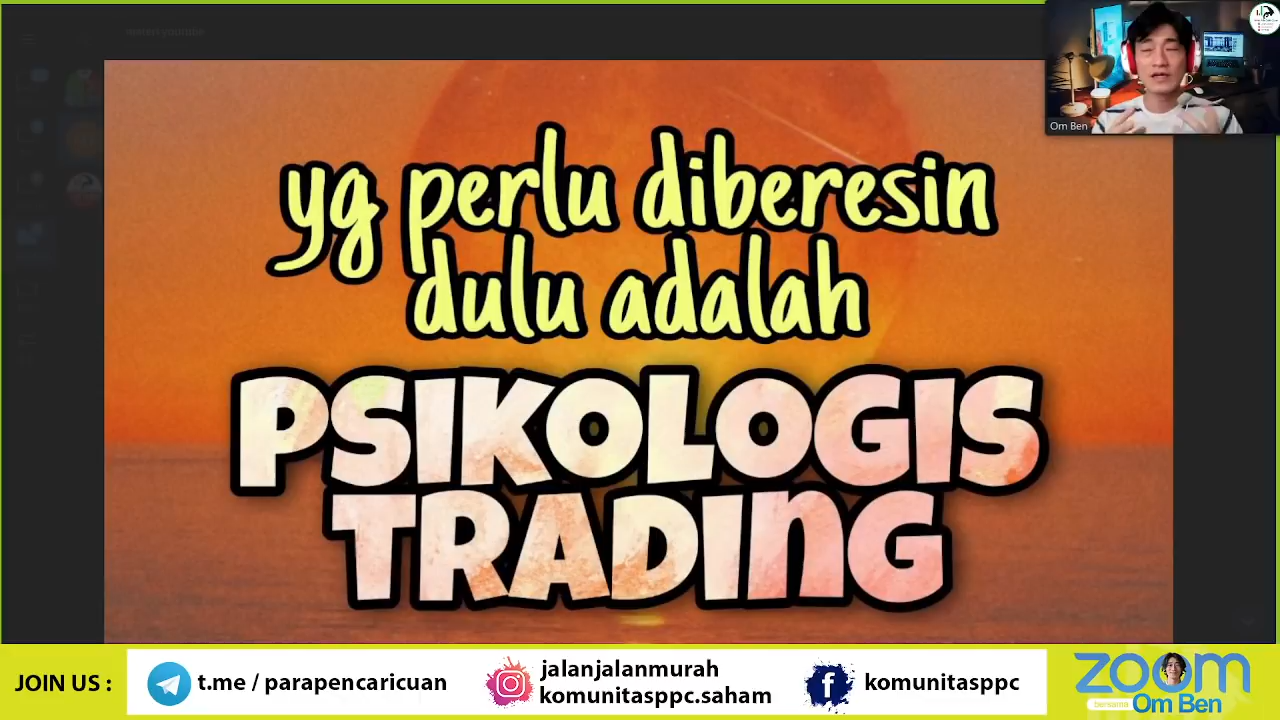 Om Ben
yg perlu diberesin
dulu adalah
PSIKOLOGIS
TRADING
JOIN US :
t.me / parapencaricuan
jalanjalanmurah
komunitasppc.saham
komunitasppc
ZOOM
bersama
Om Ben